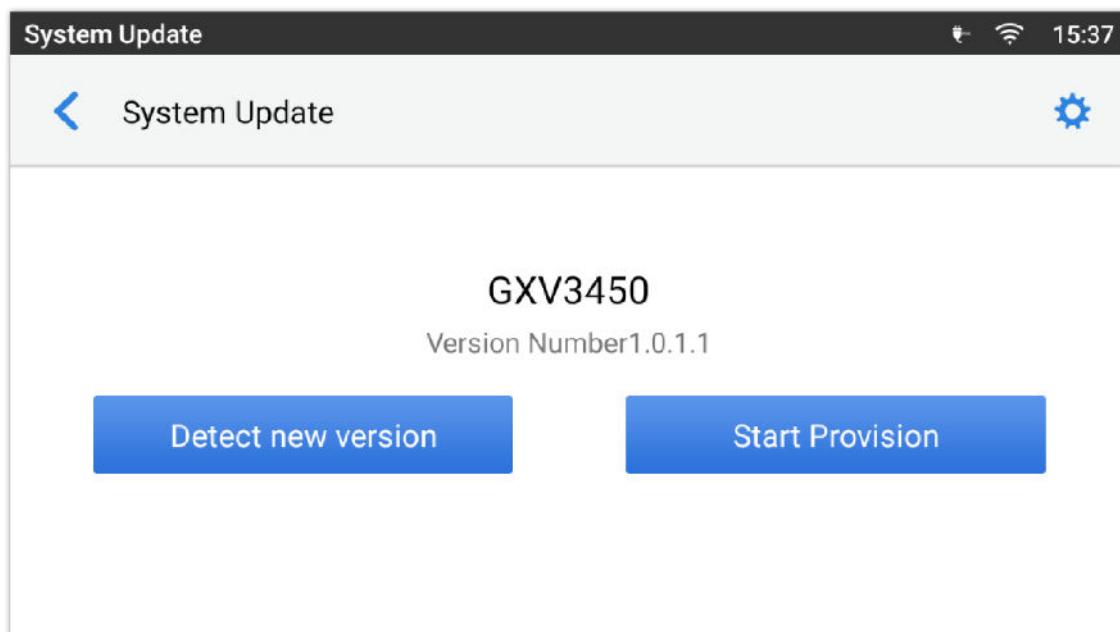 System Update 15:37
System Update
GXV3450
Version Number1.0.1.1
Detect new version Start Provision